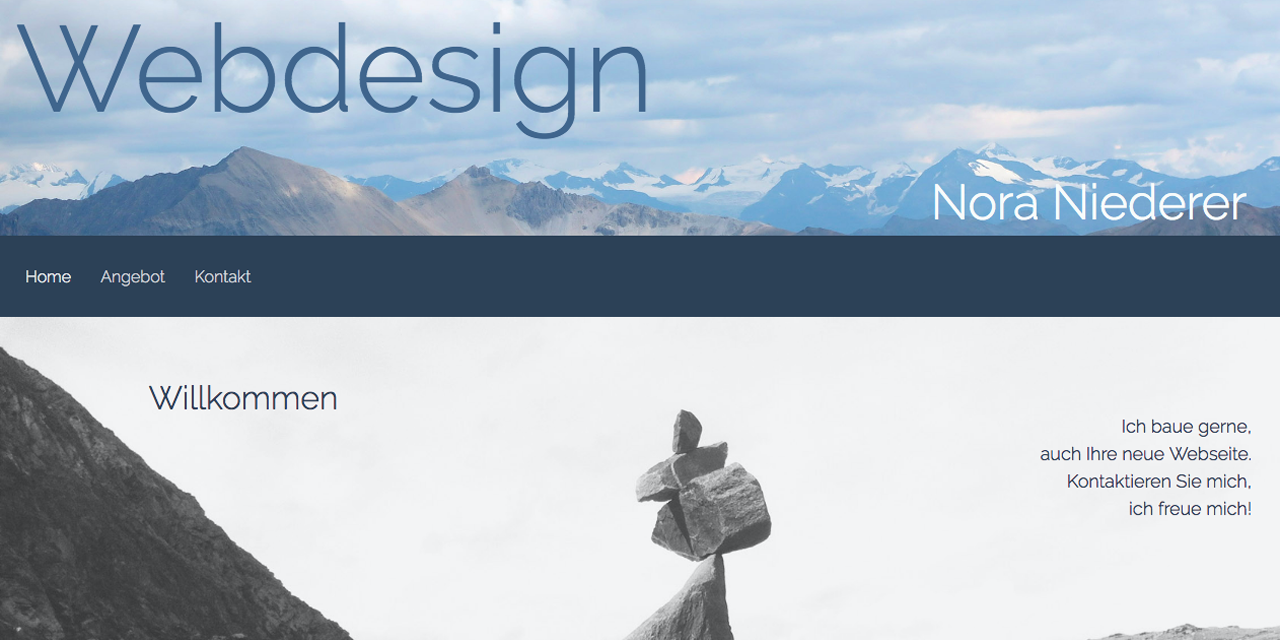 Webdesign
Nora Niederer
Home Angebot Kontakt
Willkommen
Ich baue gerne,
auch Ihre neue Webseite.
Kontaktieren Sie mich,
ich freue mich!